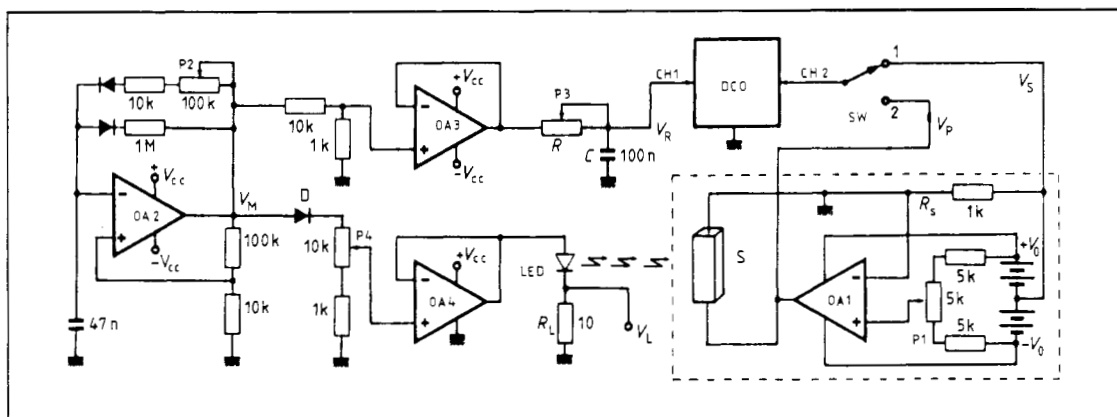 P2
10k
100k
1M
+
Vcc
OA2
-
+
-Vcc
VM
47n
100k
10k
10k
1k
D
10k
P4
1k
+Vcc
-
OA3
+
-Vcc
P3
R
C
100n
VR
+Vcc
-
OA4
+
LED
RL
10
VL
CH1
DCO
CH2
1
SW
2
VS
VP
S
RS
1k
-
OA1
+
5k
5k
P1
5k
+V0
-V0